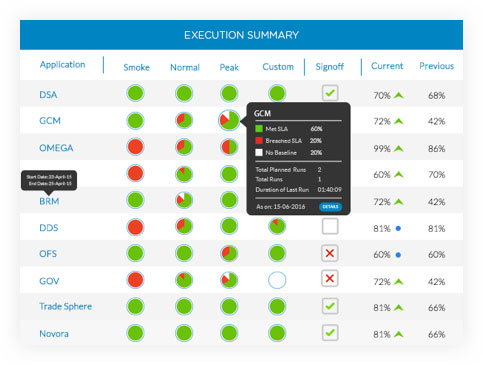 EXECUTION SUMMARY
Application Smoke Normal Peak Custom Signoff Current Previous
DSA 70% 68%
GCM 72% 42%
OMEGA 99% 86%
60% 70%
BRM 72% 42%
DDS 81% 81%
OFS 60% 60%
GOV 72% 42%
Trade Sphere 81% 66%
Novora 81% 66%
Start Date: 23-April-15
End Date: 25-April-15
GCM
Met SLA 60%
Breached SLA 20%
No Baseline 20%
Total Planned Runs 2
Total Runs 1
Duration of Last Run 01:40:09
As on: 15-06-2016 DETAILS